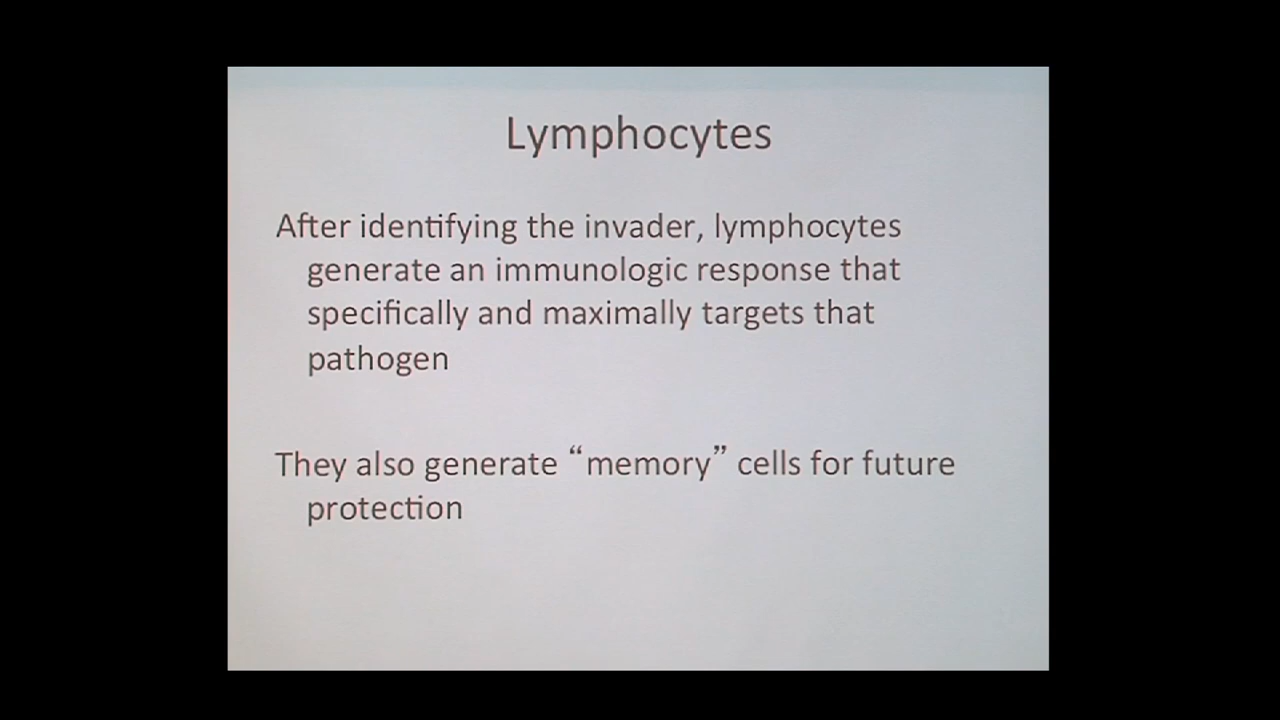 Lymphocytes
After identifying the invader, lymphocytes
generate an immunologic response that
specifically and maximally targets that
pathogen
They also generate “memory” cells for future
protection